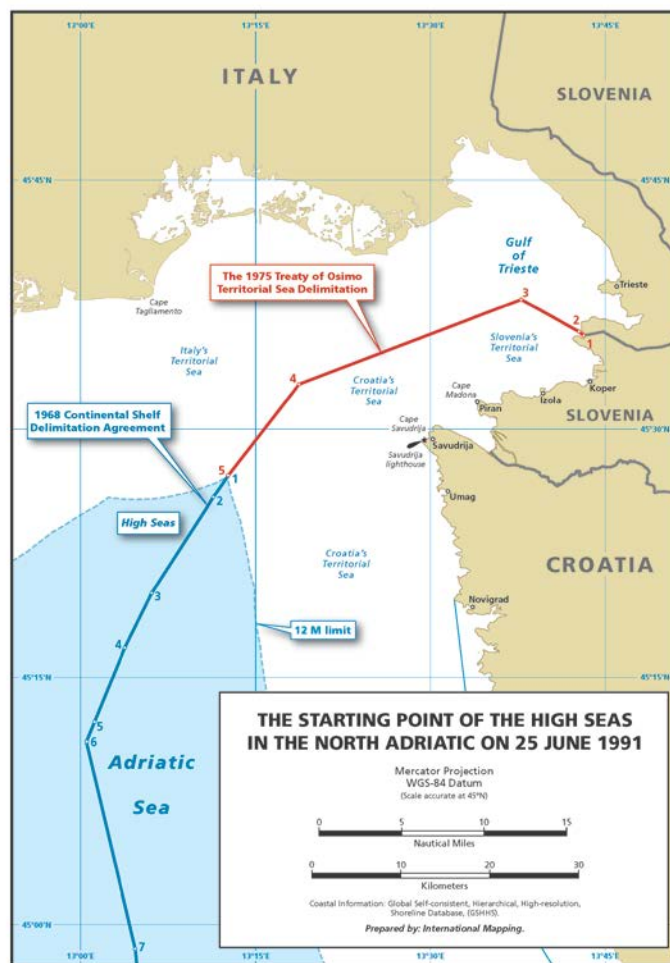 13°00'E
13°15'E
13°30'E
13°45'E
ITALY
SLOVENIA
45°45'N
45°45'N
Gulf
of
Trieste
The 1975 Treaty of Osimo
Territorial Sea Delimitation
Trieste
3
2
1
Cape
Tagliamento
Italy's
Territorial
Sea
Slovenia's
Territorial
Sea
4
Croatia's
Territorial
Sea
Cape
Madona
Koper
Izola
Piran
1968 Continental Shelf
Delimitation Agreement
SLOVENIA
45°30'N
45°30'N
Cape
Savudrija
Savudrija
Savudrija
lighthouse
5
1
2
Umag
High Seas
Croatia's
Territorial
Sea
CROATIA
3
Novigrad
12 M limit
4
45°15'N
45°15'N
5
6
Adriatic
Sea
THE STARTING POINT OF THE HIGH SEAS
IN THE NORTH ADRIATIC ON 25 JUNE 1991
Mercator Projection
WGS-84 Datum
(Scale accurate at 45°N)
0 5 10 15
Nautical Miles
0 10 20 30
Kilometers
Coastal Information: Global Self-consistent, Hierarchical, High-resolution,
Shoreline Database, (GSHHS).
Prepared by: International Mapping.
45°00'N
45°00'N
7
13°00'E
13°15'E
13°30'E
13°45'E